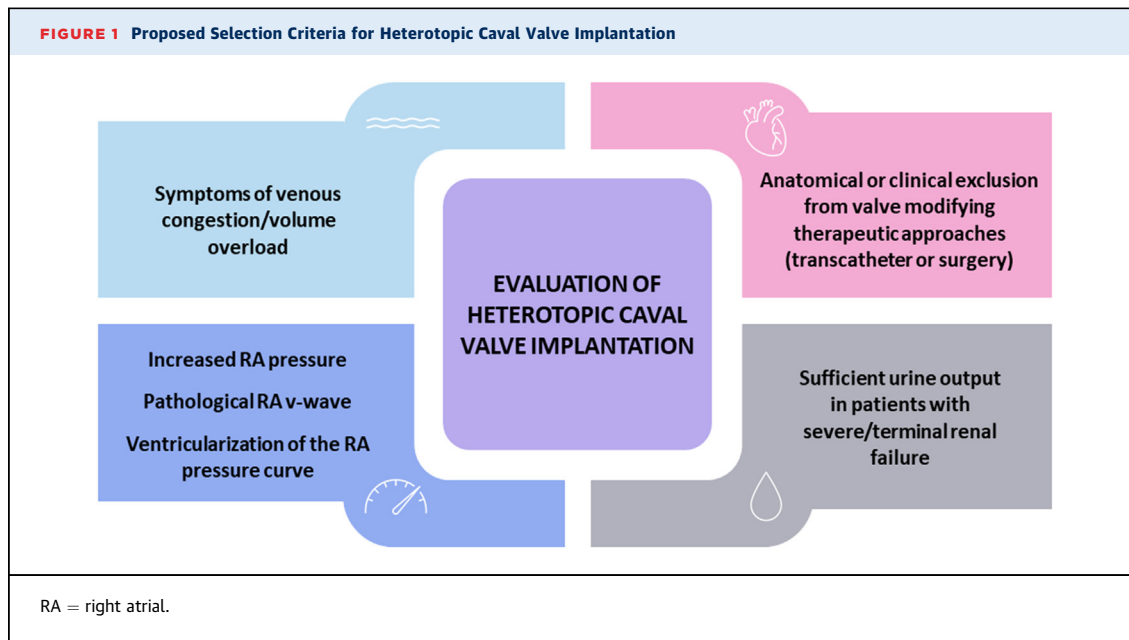 FIGURE 1 Proposed Selection Criteria for Heterotopic Caval Valve Implantation
Symptoms of venous
congestion/volume
overload
Anatomical or clinical exclusion
from valve modifying
therapeutic approaches
(transcatheter or surgery)
EVALUATION OF
HETEROTOPIC CAVAL
VALVE IMPLANTATION
Increased RA pressure
Pathological RA v-wave
Ventricularization of the RA
pressure curve
Sufficient urine output
in patients with
severe/terminal renal
failure
RA = right atrial.